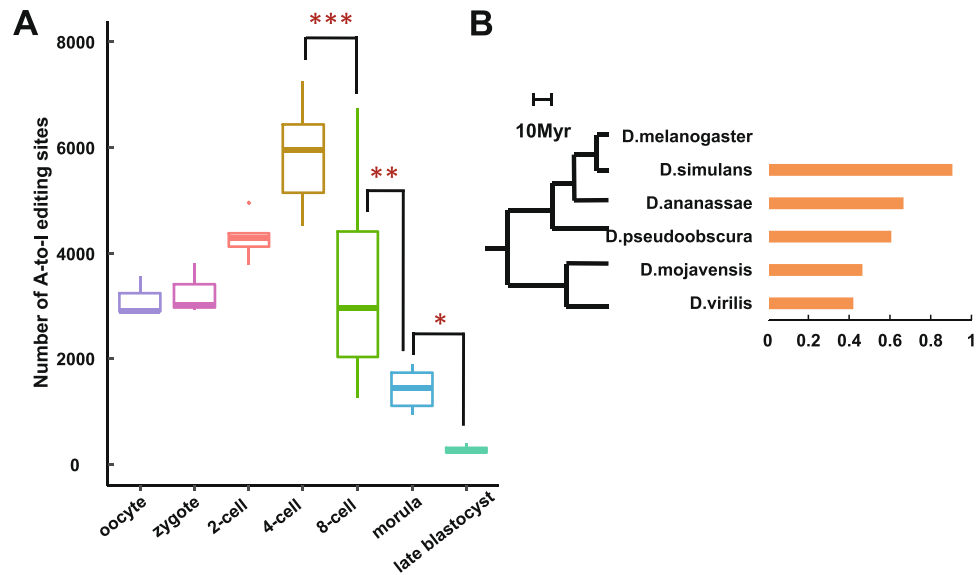 A
Number of A-to-I editing sites
8000
6000
4000
2000
0
***
**
*
oocyte
zygote
2-cell
4-cell
8-cell
morula
late blastocyst
B
10Myr
D.melanogaster
D.simulans
D.ananassae
D.pseudoobscura
D.mojavensis
D.virilis
0 0.2 0.4 0.6 0.8 1